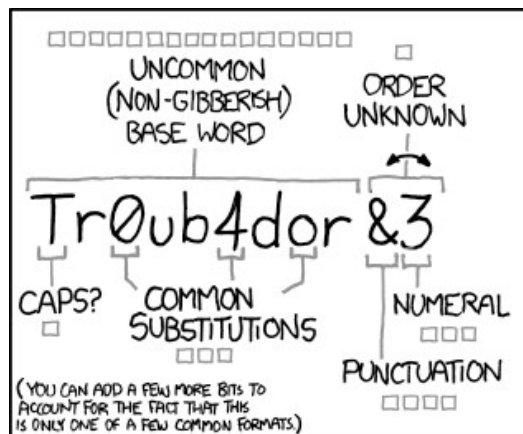 UNCOMMON
(NON-GIBBERISH)
BASE WORD
ORDER
UNKNOWN
Tr0ub4dor &3
CAPS?
COMMON
SUBSTITUTIONS
NUMERAL
PUNCTUATION
(YOU CAN ADD A FEW MORE BITS TO
ACCOUNT FOR THE FACT THAT THIS
IS ONLY ONE OF A FEW COMMON FORMATS.)